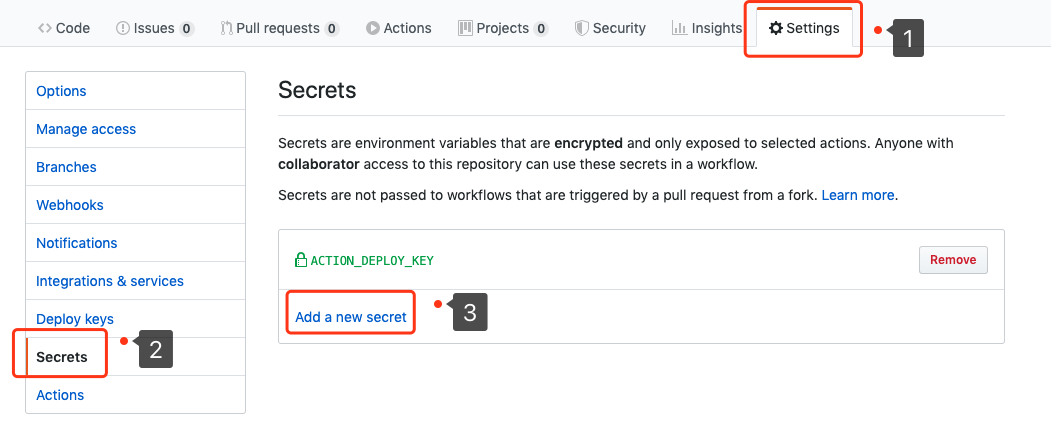 Code Issues 0 Pull requests 0 Actions Projects 0 Security Insights Settings 1
Options
Manage access
Branches
Webhooks
Notifications
Integrations & services
Deploy keys
Secrets 2
Actions
Secrets
Secrets are environment variables that are encrypted and only exposed to selected actions. Anyone with
collaborator access to this repository can use these secrets in a workflow.
Secrets are not passed to workflows that are triggered by a pull request from a fork. Learn more.
ACTION_DEPLOY_KEY Remove
Add a new secret 3